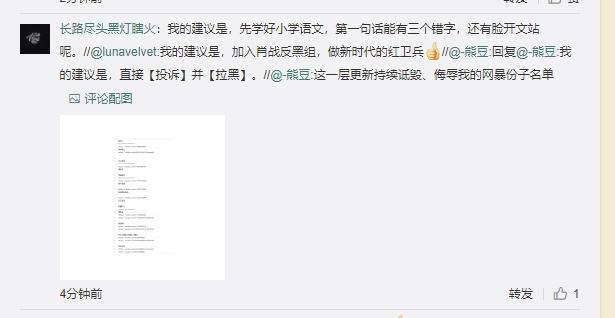 长路尽头黑灯瞎火：我的建议是，先学好小学语文，第一句话能有三个错字，还有脸开文站
呢。//@lunavelvet:我的建议是，加入肖战反黑组，做新时代的红卫兵👍//@-熊豆:回复@-熊豆:我
的建议是，直接【投诉】并【拉黑】。//@-熊豆:这一层更新持续诋毁、侮辱我的网暴份子名单
评论配图
4分钟前 转发 1